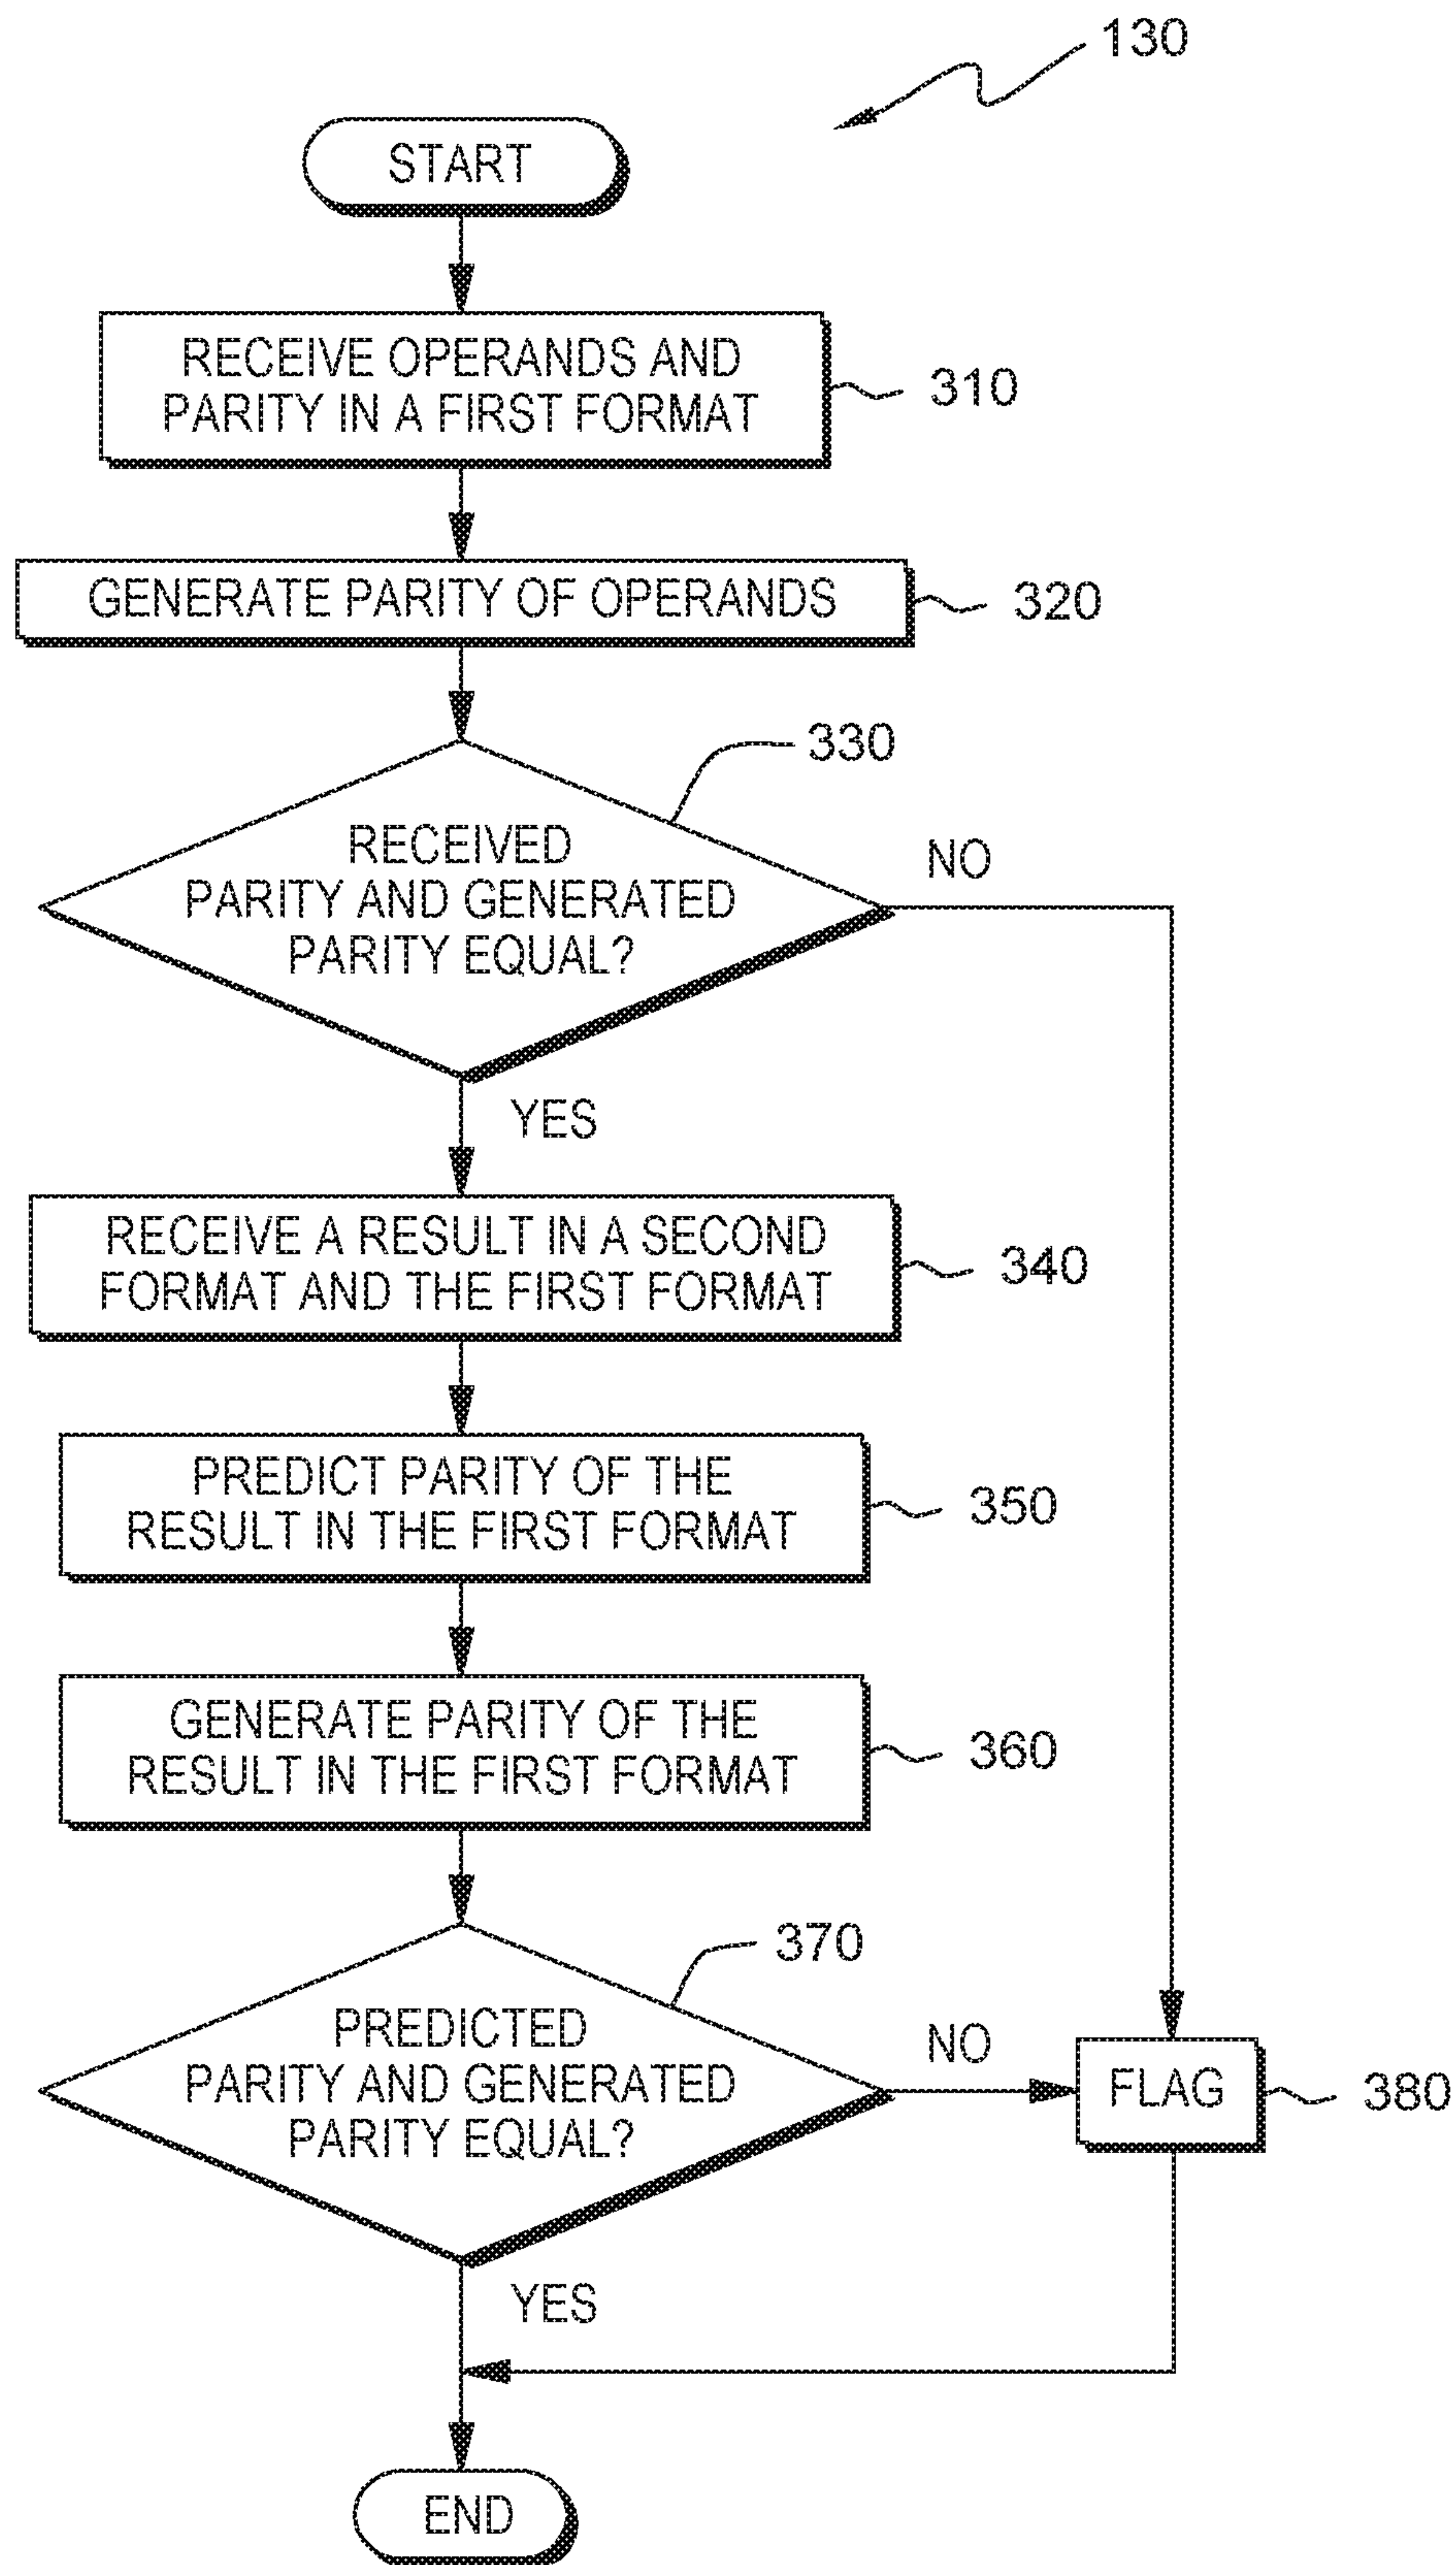 130
START
RECEIVE OPERANDS AND
PARITY IN A FIRST FORMAT
310
GENERATE PARITY OF OPERANDS
320
330
RECEIVED
PARITY AND GENERATED
PARITY EQUAL?
NO
YES
RECEIVE A RESULT IN A SECOND
FORMAT AND THE FIRST FORMAT
340
PREDICT PARITY OF THE
RESULT IN THE FIRST FORMAT
350
GENERATE PARITY OF THE
RESULT IN THE FIRST FORMAT
360
370
PREDICTED
PARITY AND GENERATED
PARITY EQUAL?
NO
FLAG
380
YES
END